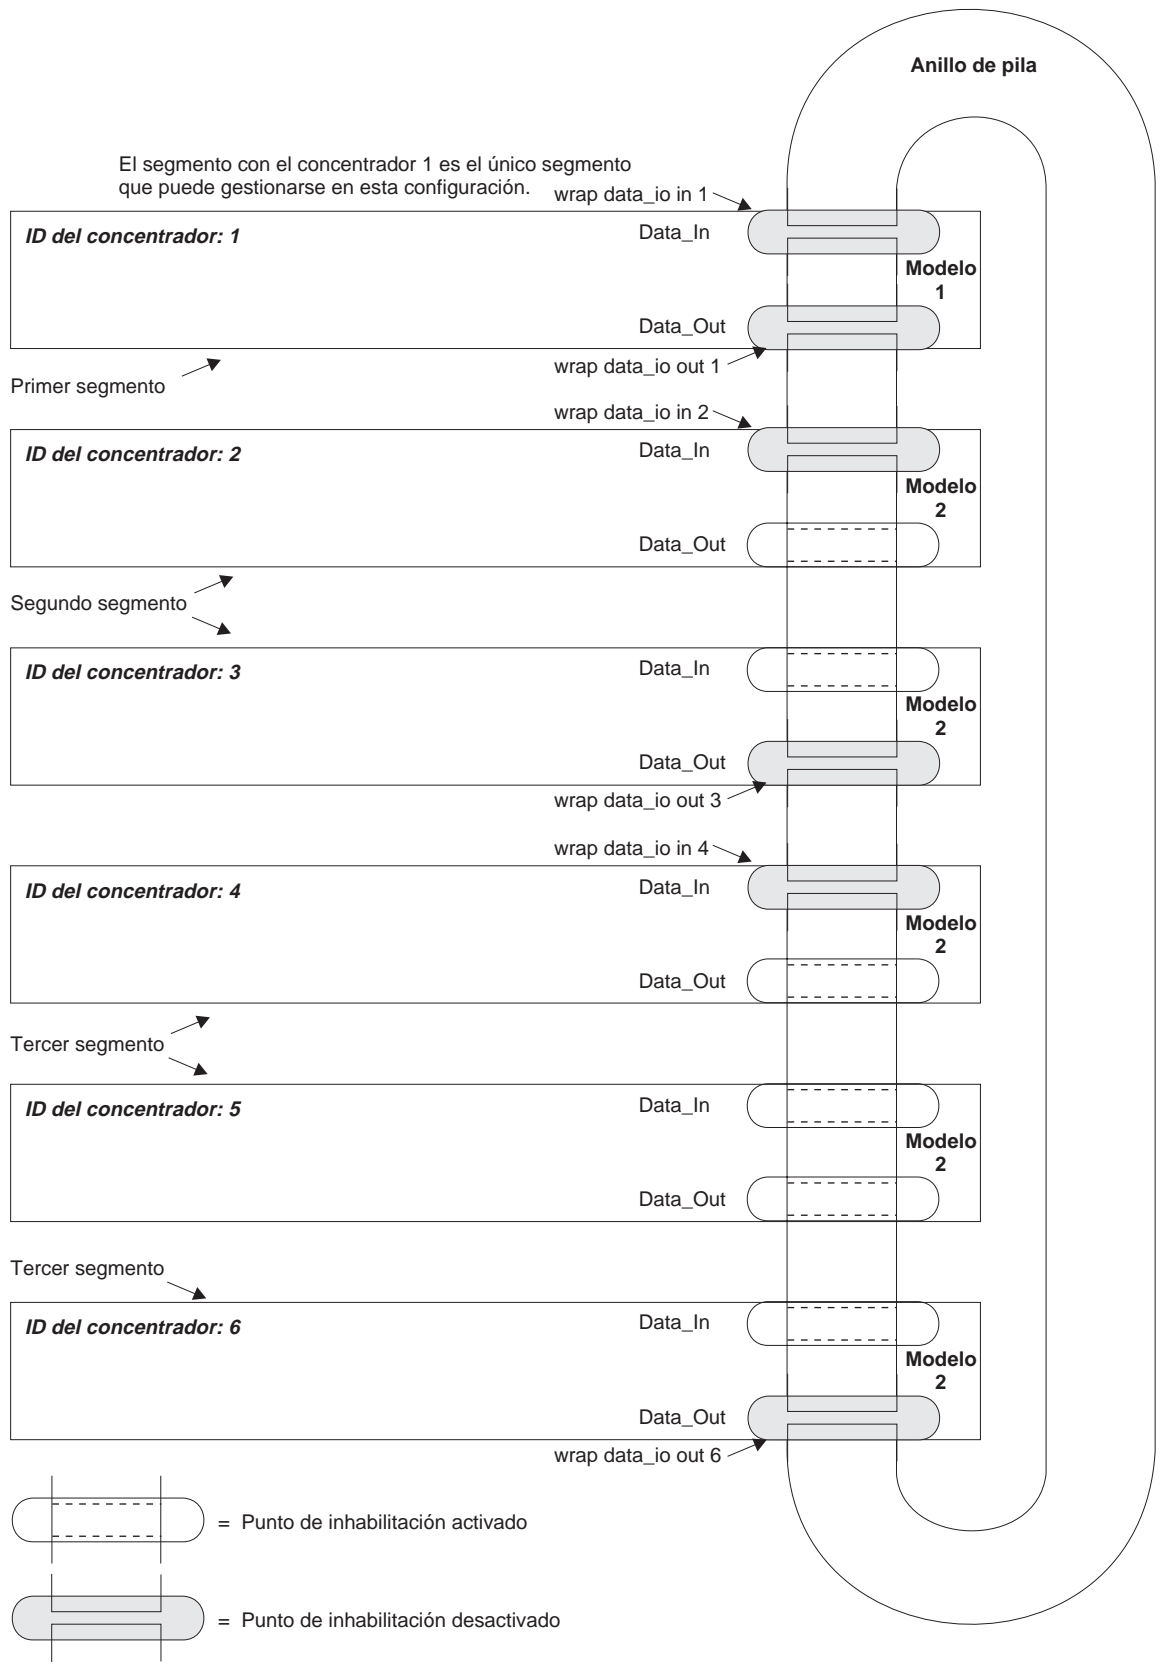 Anillo de pila
El segmento con el concentrador 1 es el único segmento
que puede gestionarse en esta configuración.
wrap data_io in 1
ID del concentrador: 1
Data_In
Modelo
1
Data_Out
wrap data_io out 1
Primer segmento
wrap data_io in 2
ID del concentrador: 2
Data_In
Modelo
2
Data_Out
Segundo segmento
ID del concentrador: 3
Data_In
Modelo
2
Data_Out
wrap data_io out 3
wrap data_io in 4
ID del concentrador: 4
Data_In
Modelo
2
Data_Out
Tercer segmento
ID del concentrador: 5
Data_In
Modelo
2
Data_Out
Tercer segmento
ID del concentrador: 6
Data_In
Modelo
2
Data_Out
wrap data_io out 6
= Punto de inhabilitación activado
= Punto de inhabilitación desactivado